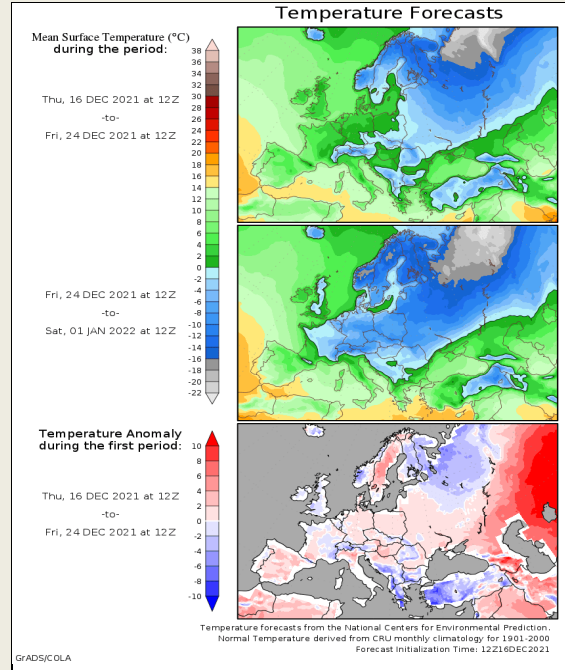 Temperature Forecasts
Mean Surface Temperature (°C)
during the period:
Thu, 16 DEC 2021 at 12Z
-to-
Fri, 24 DEC 2021 at 12Z
38
36
34
32
30
28
26
24
22
20
18
16
14
12
10
8
6
4
2
0
-2
-4
-6
-8
-10
-12
-14
-16
-18
-20
-22
Fri, 24 DEC 2021 at 12Z
-to-
Sat, 01 JAN 2022 at 12Z
Temperature Anomaly
during the first period:
Thu, 16 DEC 2021 at 12Z
-to-
Fri, 24 DEC 2021 at 12Z
10
8
6
4
2
0
-2
-4
-6
-8
-10
Temperature forecasts from the National Centers for Environmental Prediction.
Normal Temperature derived from CRU monthly climatology for 1901-2000
Forecast Initialization Time: 12Z16DEC2021
GrADS/COLA